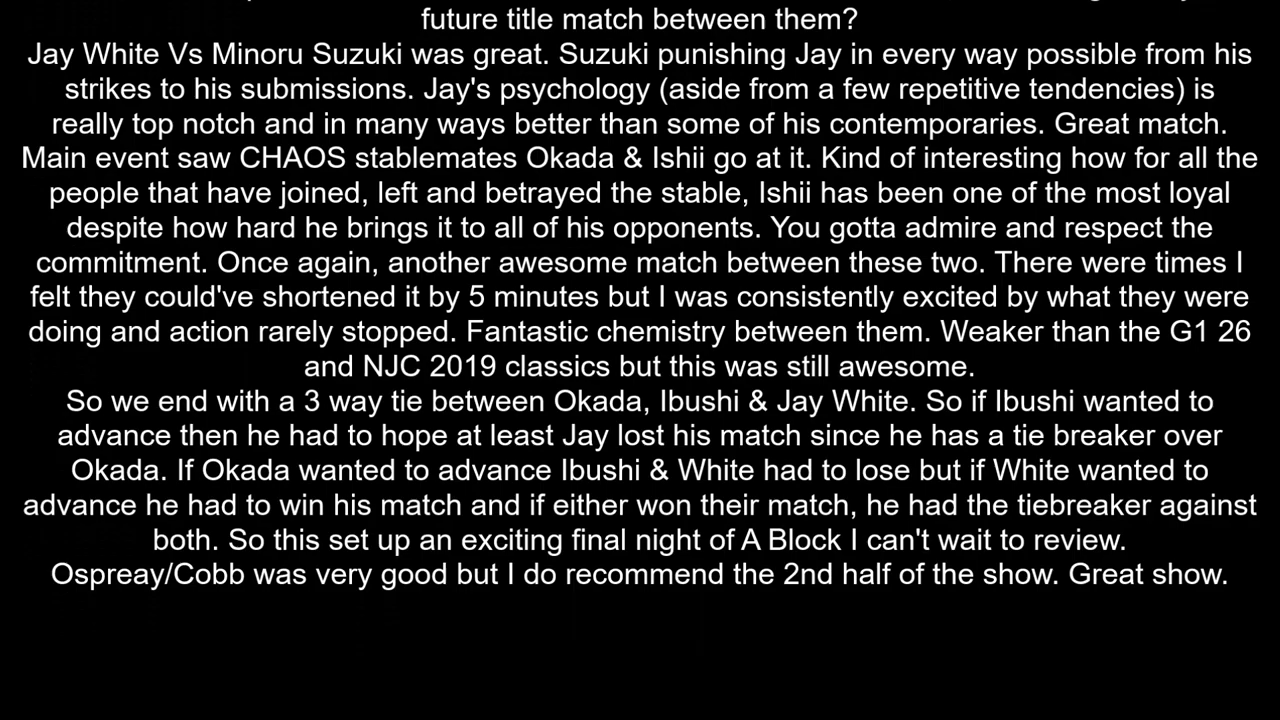 future title match between them?
Jay White Vs Minoru Suzuki was great. Suzuki punishing Jay in every way possible from his
strikes to his submissions. Jay's psychology (aside from a few repetitive tendencies) is
really top notch and in many ways better than some of his contemporaries. Great match.
Main event saw CHAOS stablemates Okada & Ishii go at it. Kind of interesting how for all the
people that have joined, left and betrayed the stable, Ishii has been one of the most loyal
despite how hard he brings it to all of his opponents. You gotta admire and respect the
commitment. Once again, another awesome match between these two. There were times I
felt they could've shortened it by 5 minutes but I was consistently excited by what they were
doing and action rarely stopped. Fantastic chemistry between them. Weaker than the G1 26
and NJC 2019 classics but this was still awesome.
So we end with a 3 way tie between Okada, Ibushi & Jay White. So if Ibushi wanted to
advance then he had to hope at least Jay lost his match since he has a tie breaker over
Okada. If Okada wanted to advance Ibushi & White had to lose but if White wanted to
advance he had to win his match and if either won their match, he had the tiebreaker against
both. So this set up an exciting final night of A Block I can't wait to review.
Ospreay/Cobb was very good but I do recommend the 2nd half of the show. Great show.